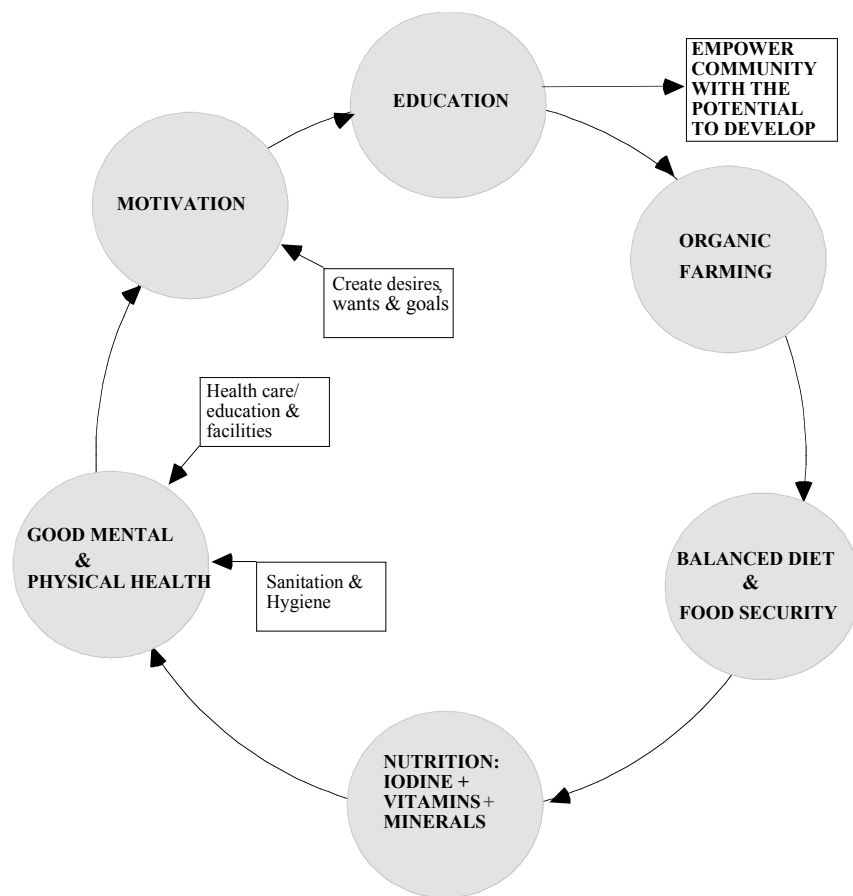 EDUCATION
EMPOWER
COMMUNITY
WITH THE
POTENTIAL
TO DEVELOP
MOTIVATION
ORGANIC
FARMING
Create desires,
wants & goals
Health care/
education &
facilities
GOOD MENTAL
&
PHYSICAL HEALTH
Sanitation &
Hygiene
BALANCED DIET
&
FOOD SECURITY
NUTRITION:
IODINE +
VITAMINS +
MINERALS